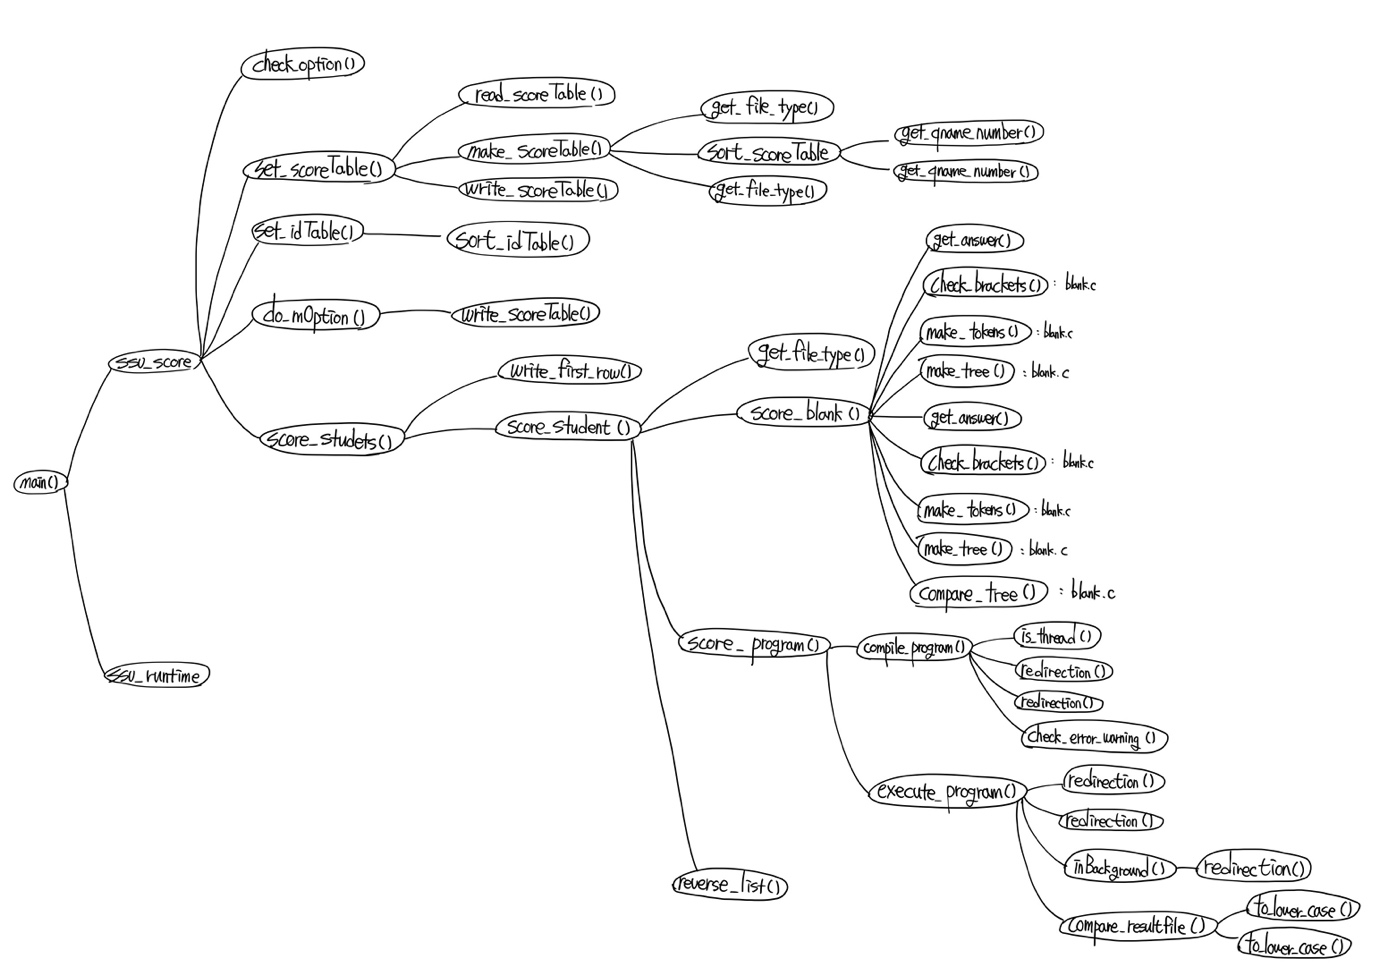 check_option()
read_scoreTable()
get_file_type()
get_qname_number()
set_scoreTable()
make_scoreTable()
sort_scoreTable
get_qname_number()
write_scoreTable()
get_file_type()
set_idTable()
sort_idTable()
get_answer()
check_brackets() : blank.c
do_mOption()
write_scoreTable()
make_tokens() : blank.c
ssu_score
write_first_row()
get_file_type()
make_tree() : blank.c
score_studets()
score_student()
score_blank()
get_answer()
check_brackets() : blank.c
main()
make_tokens() : blank.c
make_tree() : blank.c
compare_tree() : blank.c
score_program()
compile_program()
is_thread()
redirection()
redirection()
ssu_runtime
check_error_warning()
execute_program()
redirection()
redirection()
inBackground()
redirection()
reverse_list()
compare_resultfile()
to_lower_case()
to_lower_case()